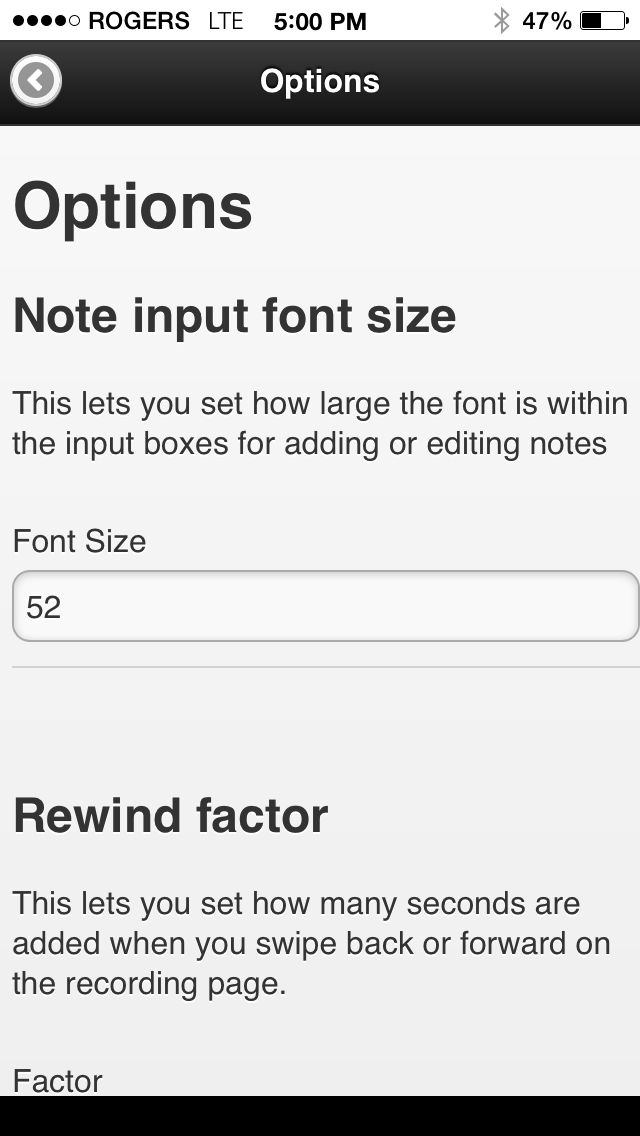 ROGERS LTE 5:00 PM 47%
Options
Options
Note input font size
This lets you set how large the font is within
the input boxes for adding or editing notes
Font Size
52
Rewind factor
This lets you set how many seconds are
added when you swipe back or forward on
the recording page.
Factor